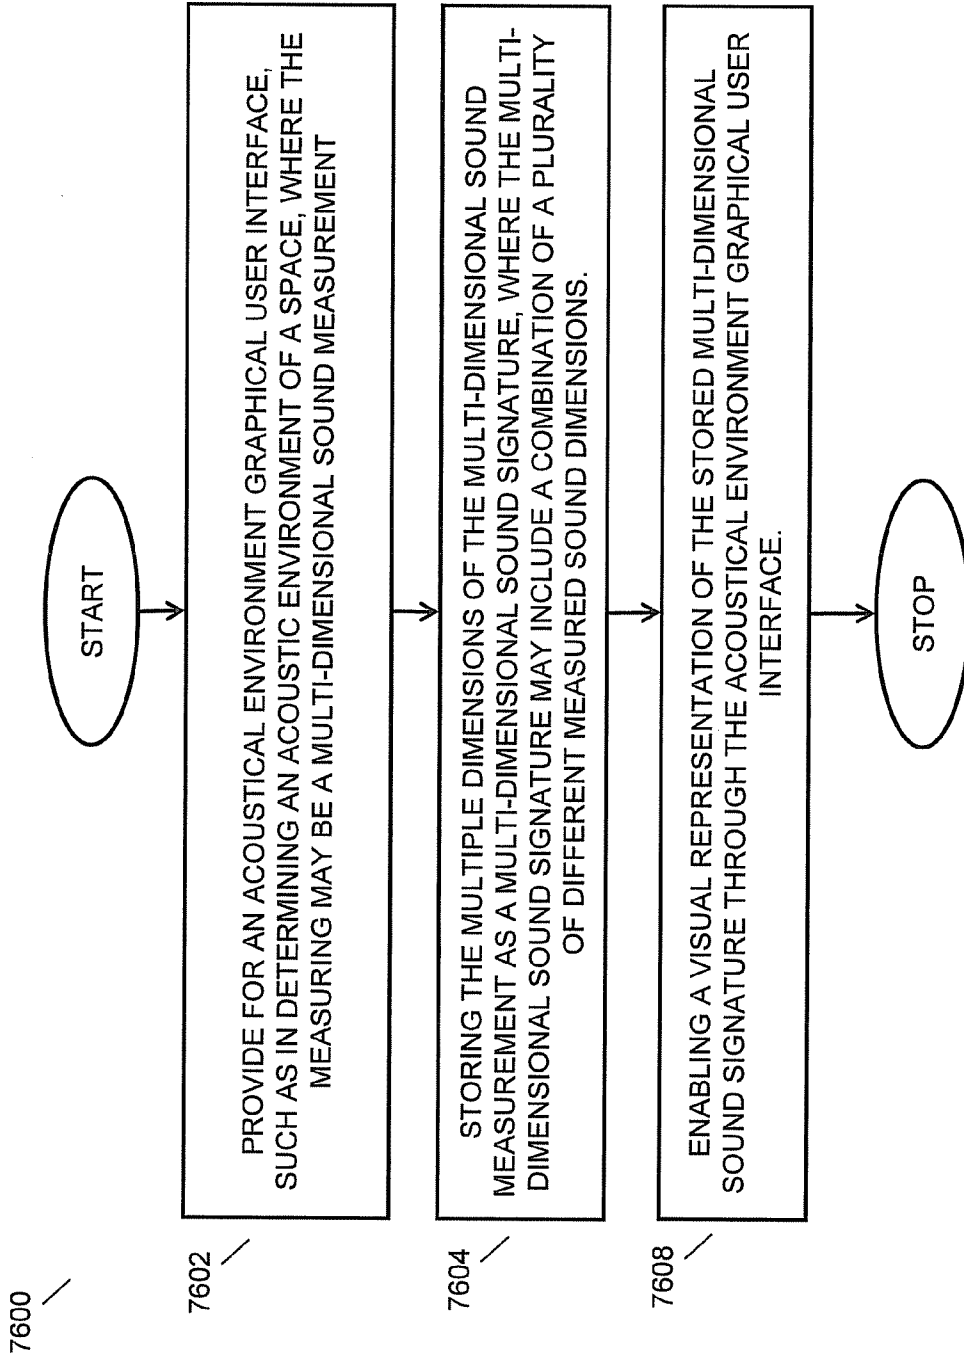 7600
START
7602
PROVIDE FOR AN ACOUSTICAL ENVIRONMENT GRAPHICAL USER INTERFACE,
SUCH AS IN DETERMINING AN ACOUSTIC ENVIRONMENT OF A SPACE, WHERE THE
MEASURING MAY BE A MULTI-DIMENSIONAL SOUND MEASUREMENT
7604
STORING THE MULTIPLE DIMENSIONS OF THE MULTI-DIMENSIONAL SOUND
MEASUREMENT AS A MULTI-DIMENSIONAL SOUND SIGNATURE, WHERE THE MULTI-
DIMENSIONAL SOUND SIGNATURE MAY INCLUDE A COMBINATION OF A PLURALITY
OF DIFFERENT MEASURED SOUND DIMENSIONS.
7608
ENABLING A VISUAL REPRESENTATION OF THE STORED MULTI-DIMENSIONAL
SOUND SIGNATURE THROUGH THE ACOUSTICAL ENVIRONMENT GRAPHICAL USER
INTERFACE.
STOP